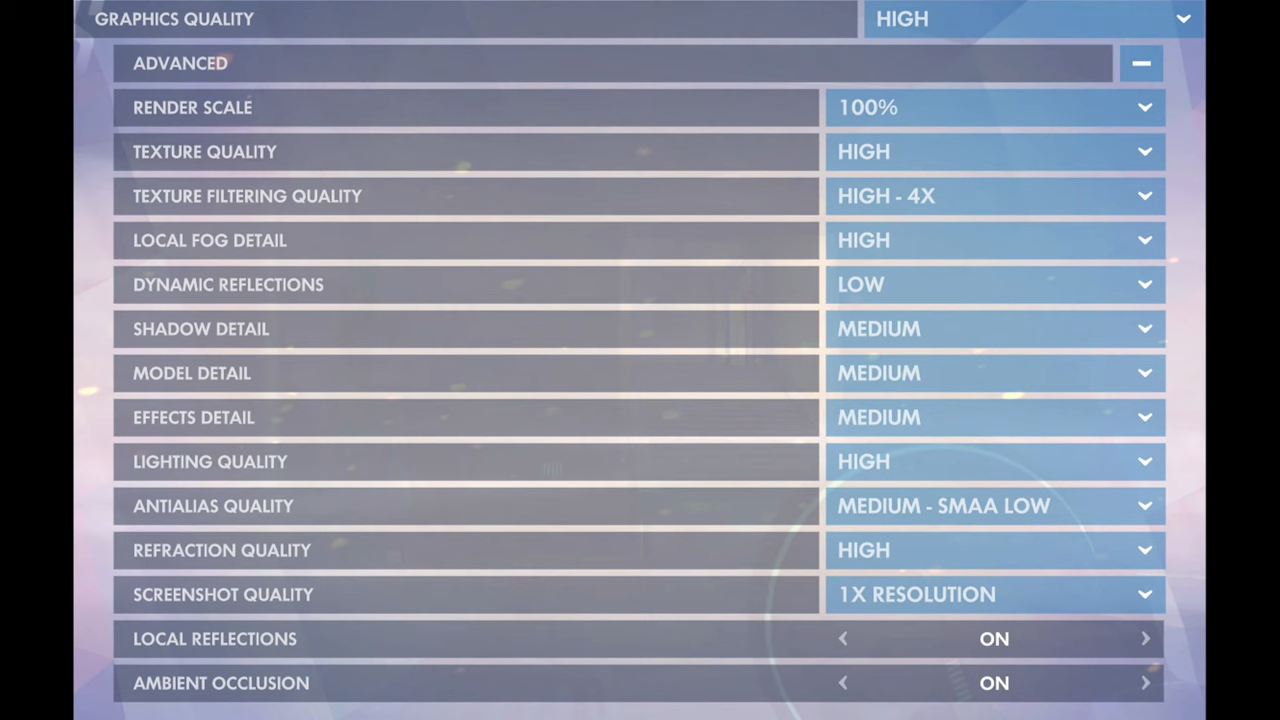 GRAPHICS QUALITY HIGH
ADVANCED
RENDER SCALE 100%
TEXTURE QUALITY HIGH
TEXTURE FILTERING QUALITY HIGH - 4X
LOCAL FOG DETAIL HIGH
DYNAMIC REFLECTIONS LOW
SHADOW DETAIL MEDIUM
MODEL DETAIL MEDIUM
EFFECTS DETAIL MEDIUM
LIGHTING QUALITY HIGH
ANTIALIAS QUALITY MEDIUM - SMAA LOW
REFRACTION QUALITY HIGH
SCREENSHOT QUALITY 1X RESOLUTION
LOCAL REFLECTIONS ON
AMBIENT OCCLUSION ON